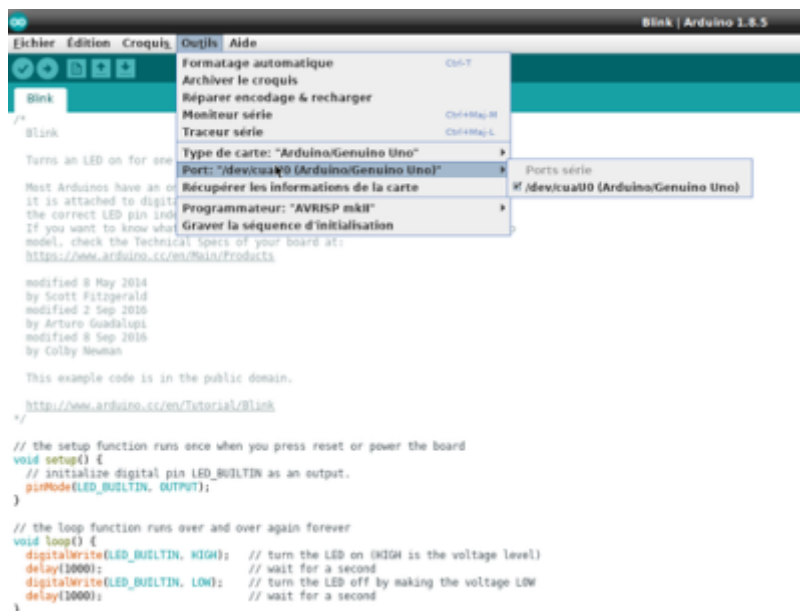 Blink | Arduino 1.8.5
Fichier Édition Croquis Outils Aide
Formatage automatique Ctrl-T
Archiver le croquis
Réparer encodage & recharger
Moniteur série Ctrl+Maj-M
Traceur série Ctrl+Maj-L
Type de carte: "Arduino/Genuino Uno"
Port: "/dev/cuaU0 (Arduino/Genuino Uno)"
Récupérer les informations de la carte
Programmateur: "AVRISP mkII"
Graver la séquence d'initialisation
Ports série
/dev/cuaU0 (Arduino/Genuino Uno)
Blink
/*
Blink
Turns an LED on for one
Most Arduinos have an on
it is attached to digita
the correct LED pin inde
If you want to know what
model, check the Technical Specs of your board at:
https://www.arduino.cc/en/Main/Products
modified 8 May 2014
by Scott Fitzgerald
modified 2 Sep 2016
by Arturo Guadalupi
modified 8 Sep 2016
by Colby Newman
This example code is in the public domain.
http://www.arduino.cc/en/Tutorial/Blink
*/
// the setup function runs once when you press reset or power the board
void setup() {
// initialize digital pin LED_BUILTIN as an output.
pinMode(LED_BUILTIN, OUTPUT);
}
// the loop function runs over and over again forever
void loop() {
digitalWrite(LED_BUILTIN, HIGH); // turn the LED on (HIGH is the voltage level)
delay(1000); // wait for a second
digitalWrite(LED_BUILTIN, LOW); // turn the LED off by making the voltage LOW
delay(1000); // wait for a second
}